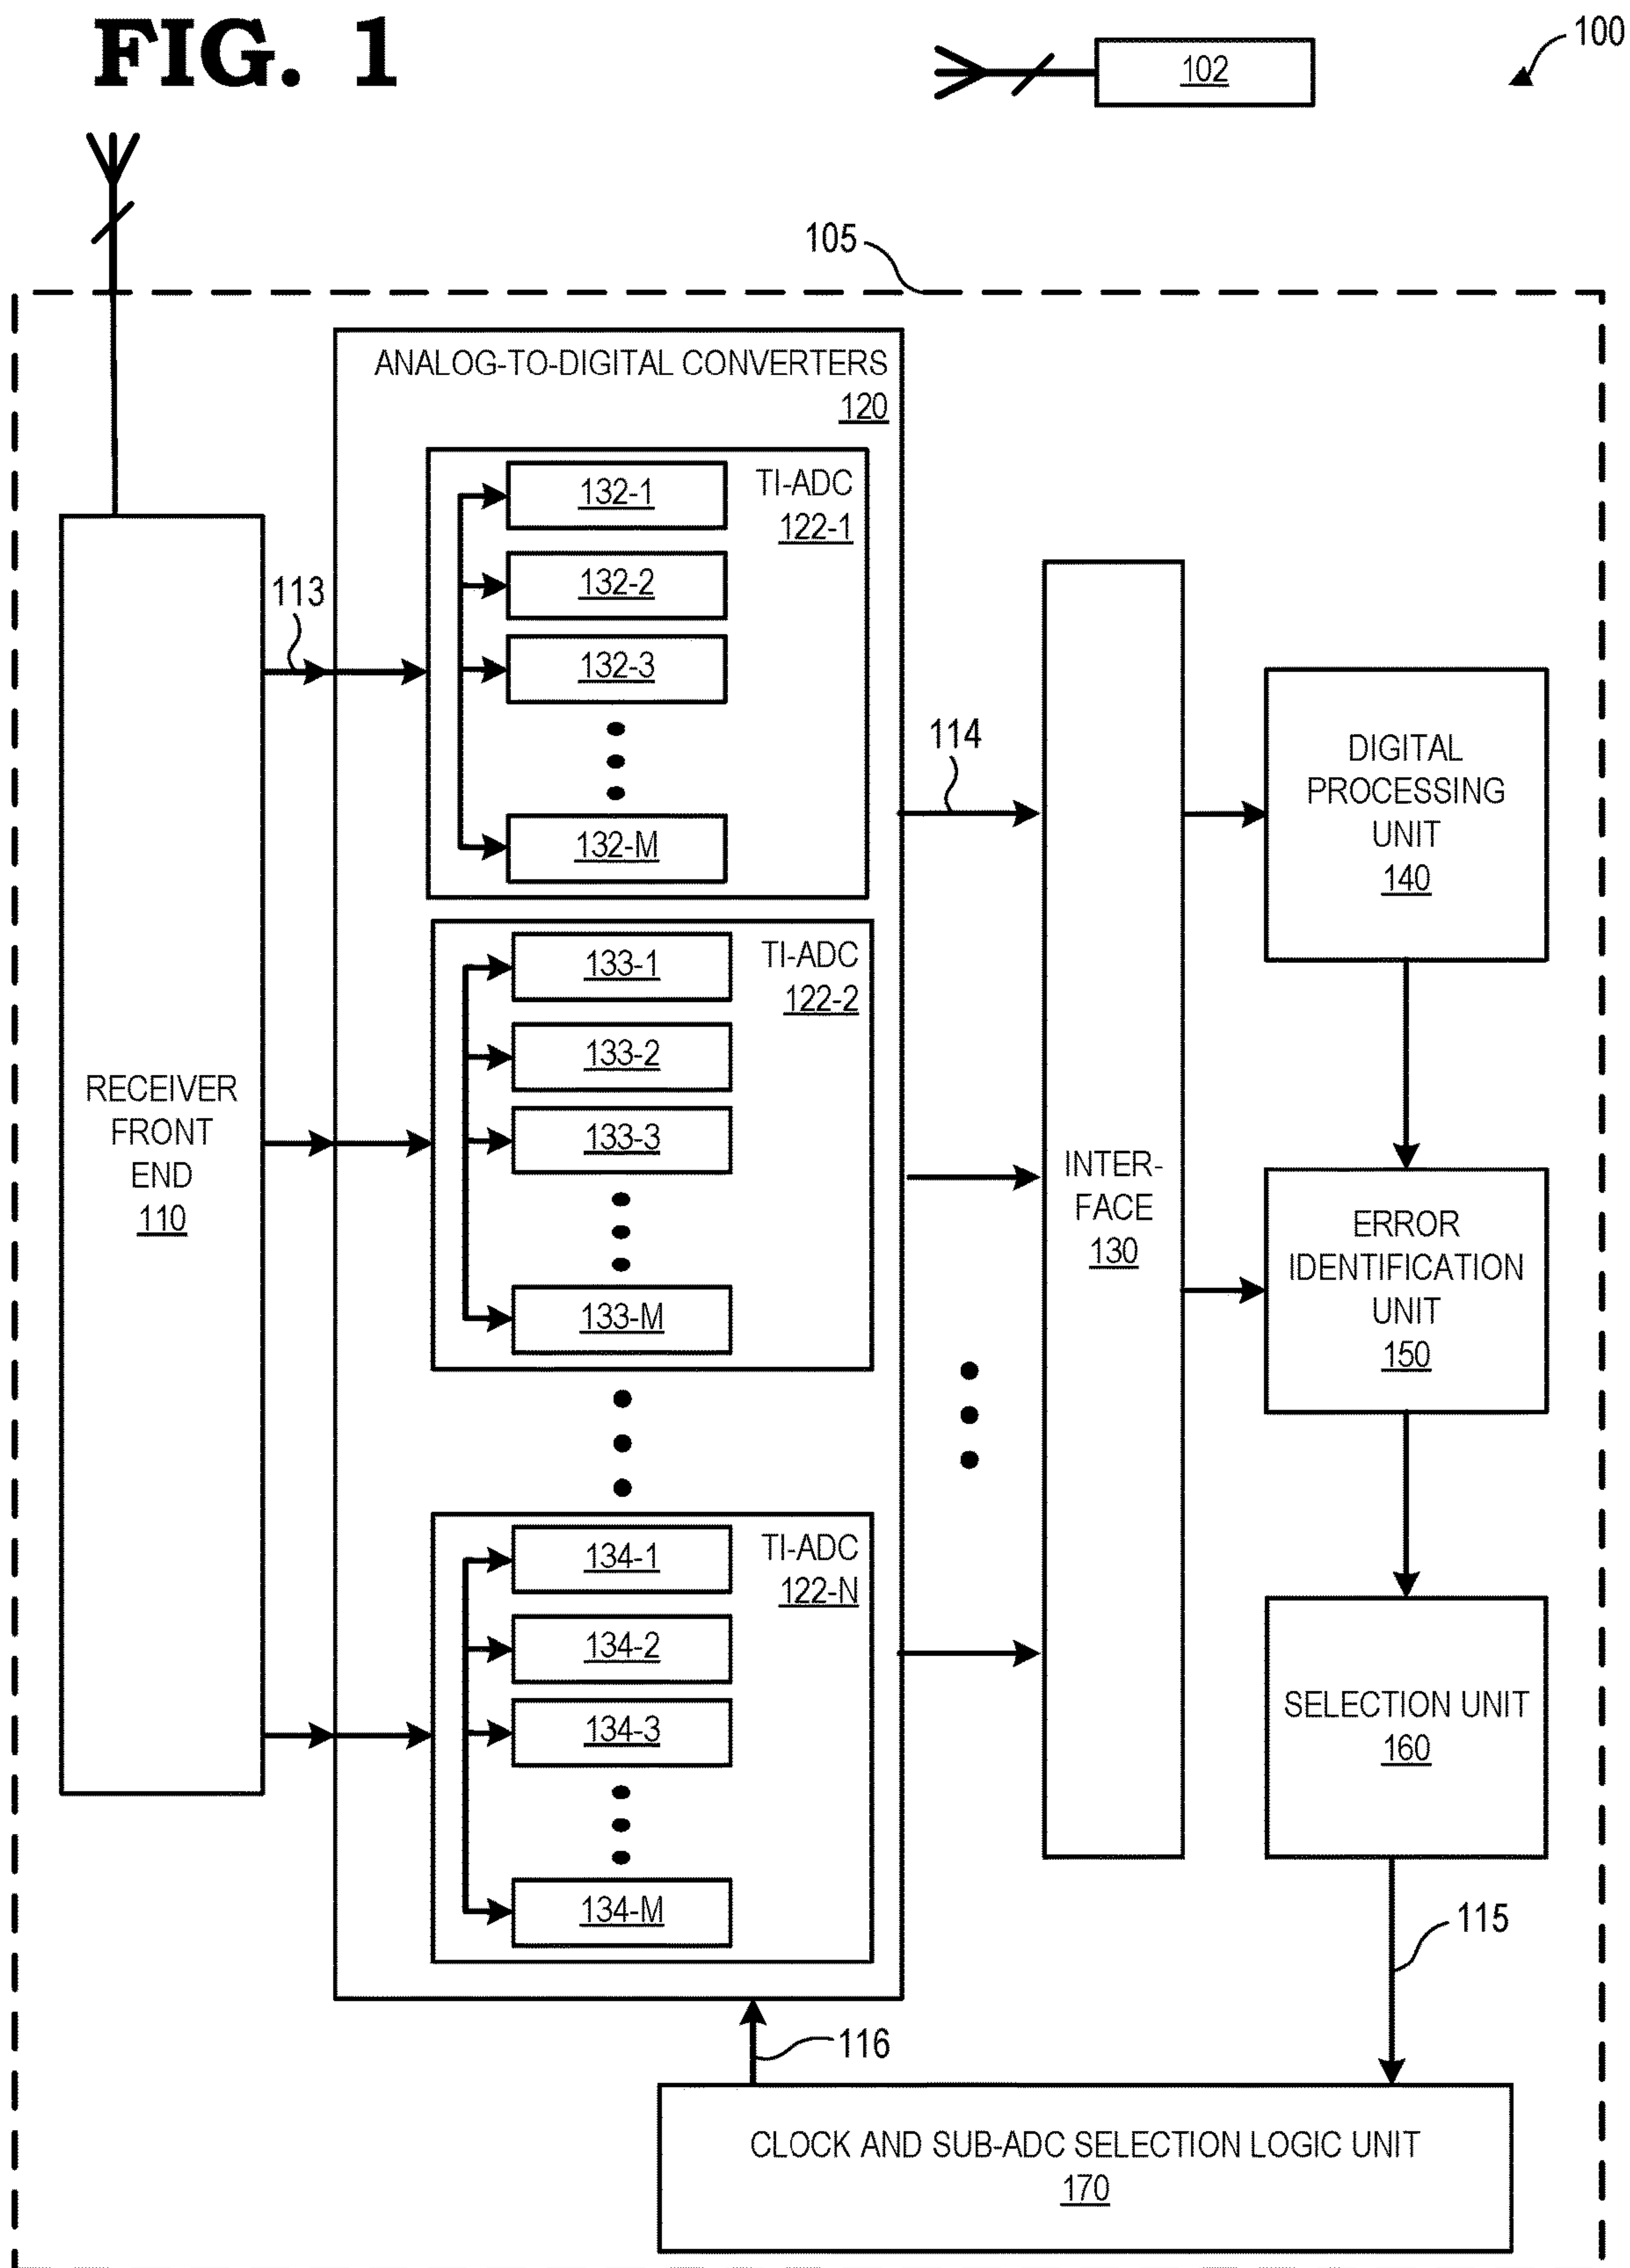 FIG. 1
102
100
105
ANALOG-TO-DIGITAL CONVERTERS
120
132-1
TI-ADC
122-1
132-2
132-3
132-M
113
114
DIGITAL
PROCESSING
UNIT
140
133-1
TI-ADC
122-2
133-2
133-3
133-M
RECEIVER
FRONT
END
110
INTER-
FACE
130
ERROR
IDENTIFICATION
UNIT
150
134-1
TI-ADC
122-N
134-2
134-3
134-M
SELECTION UNIT
160
115
116
CLOCK AND SUB-ADC SELECTION LOGIC UNIT
170